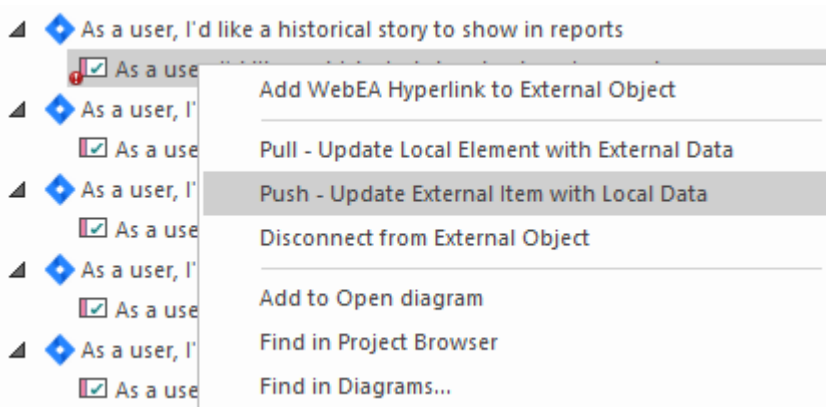 As a user, I'd like a historical story to show in reports
As a use
Add WebEA Hyperlink to External Object
As a user, I'
As a use
Pull - Update Local Element with External Data
As a user, I'
Push - Update External Item with Local Data
As a use
Disconnect from External Object
As a user, I'
As a use
Add to Open diagram
As a user, I'
Find in Project Browser
As a use
Find in Diagrams...